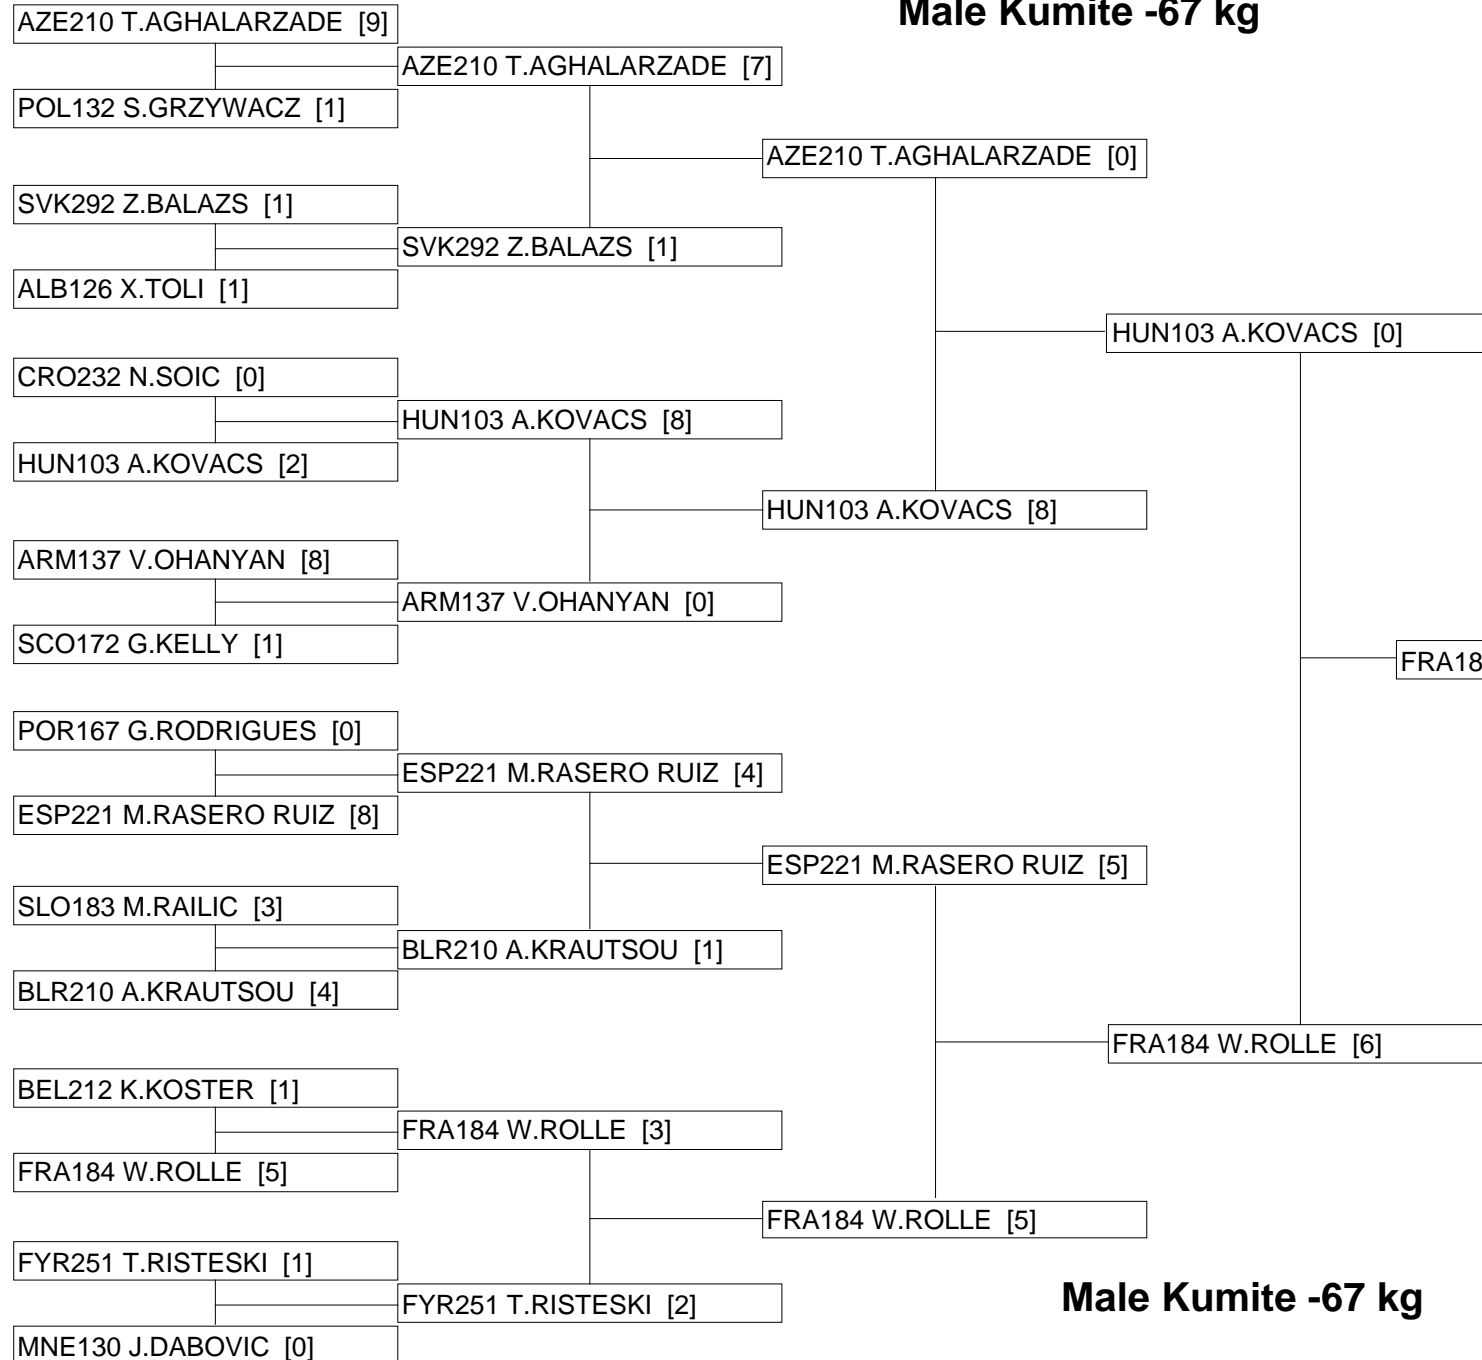 Male Kumite -67 kg
AZE210 T.AGHALARZADE [9]
POL132 S.GRZYWACZ [1]
SVK292 Z.BALAZS [1]
ALB126 X.TOLI [1]
CRO232 N.SOIC [0]
HUN103 A.KOVACS [2]
ARM137 V.OHANYAN [8]
SCO172 G.KELLY [1]
POR167 G.RODRIGUES [0]
ESP221 M.RASERO RUIZ [8]
SLO183 M.RAILIC [3]
BLR210 A.KRAUTSOU [4]
BEL212 K.KOSTER [1]
FRA184 W.ROLLE [5]
FYR251 T.RISTESKI [1]
MNE130 J.DABOVIC [0]
AZE210 T.AGHALARZADE [7]
SVK292 Z.BALAZS [1]
HUN103 A.KOVACS [8]
ARM137 V.OHANYAN [0]
ESP221 M.RASERO RUIZ [4]
BLR210 A.KRAUTSOU [1]
FRA184 W.ROLLE [3]
FYR251 T.RISTESKI [2]
AZE210 T.AGHALARZADE [0]
HUN103 A.KOVACS [8]
ESP221 M.RASERO RUIZ [5]
FRA184 W.ROLLE [5]
HUN103 A.KOVACS [0]
FRA184 W.ROLLE [6]
FRA18
Male Kumite -67 kg